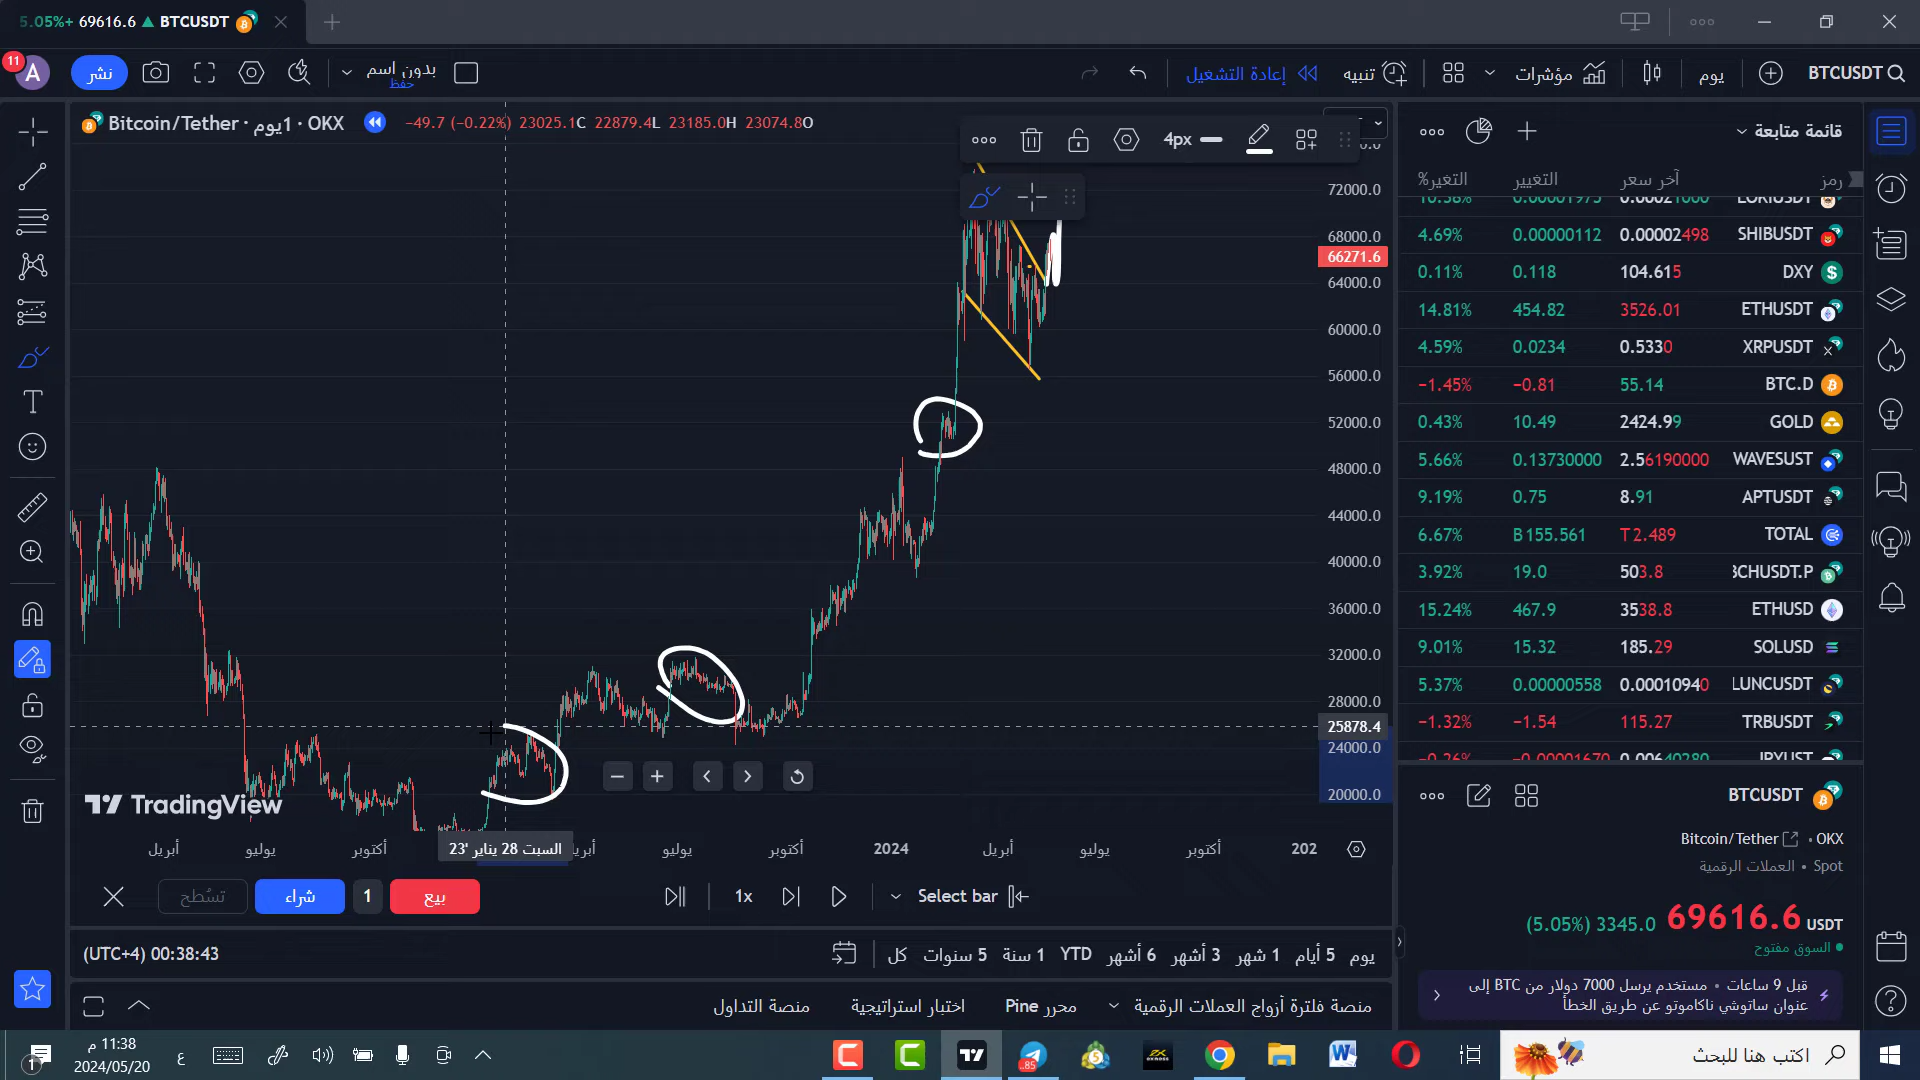 5.05%+ 69616.6 ▲ BTCUSDT
11
A
نشر
بدون اسم
حفظ
إعادة التشغيل
تنبيه
مؤشرات
يوم
BTCUSDT
Bitcoin/Tether · 1يوم · OKX
−49.7 (−0.22%) 23025.1C 22879.4L 23185.0H 23074.8O
4px
72000.0
68000.0
66271.6
64000.0
60000.0
56000.0
52000.0
48000.0
44000.0
40000.0
36000.0
32000.0
28000.0
25878.4
24000.0
20000.0
TradingView
أبريل
يوليو
أكتوبر
السبت 28 يناير '23
يوليو
أكتوبر
2024
أبريل
يوليو
أكتوبر
202
تسُطح
شراء
1
بيع
1x
Select bar
(UTC+4) 00:38:43
كل
5 سنوات
1 سنة
YTD
6 أشهر
3 أشهر
1 شهر
5 أيام
يوم
منصة فلترة أزواج العملات الرقمية
محرر Pine
اختبار استراتيجية
منصة التداول
قائمة متابعة
رمز
آخر سعر
التغيير
التغير%
4.69% 0.00000112 0.00002498 SHIBUSDT
0.11% 0.118 104.615 DXY
14.81% 454.82 3526.01 ETHUSDT
4.59% 0.0234 0.5330 XRPUSDT
−1.45% −0.81 55.14 BTC.D
0.43% 10.49 2424.99 GOLD
5.66% 0.13730000 2.56190000 WAVESUST
9.19% 0.75 8.91 APTUSDT
6.67% B155.561 T2.489 TOTAL
3.92% 19.0 503.8 3CHUSDT.P
15.24% 467.9 3538.8 ETHUSD
9.01% 15.32 185.29 SOLUSD
5.37% 0.00000558 0.00010940 LUNCUSDT
−1.32% −1.54 115.27 TRBUSDT
BTCUSDT
Bitcoin/Tether • OKX
العملات الرقمية • Spot
(5.05%) 3345.0 69616.6 USDT
السوق مفتوح
قبل 9 ساعات • مستخدم يرسل 7000 دولار من BTC إلى
عنوان ساتوشي ناكاموتو عن طريق الخطأ
11:38 م
2024/05/20
1
ع
85
exness
اكتب هنا للبحث